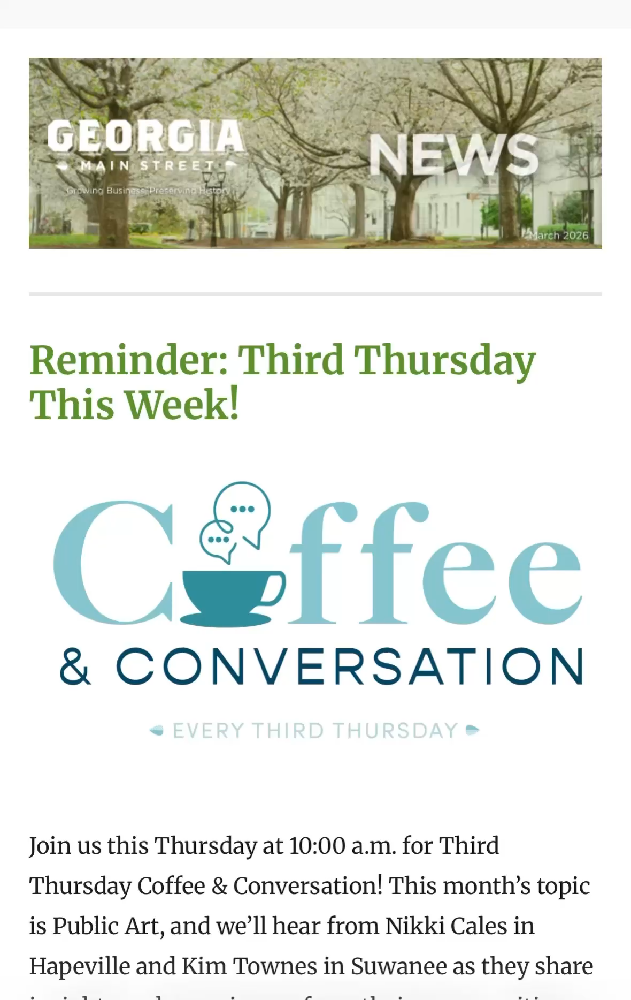 GEORGIA
MAIN STREET
Growing Business, Preserving History
NEWS
March 2026
Reminder: Third Thursday
This Week!
Coffee
& CONVERSATION
EVERY THIRD THURSDAY
Join us this Thursday at 10:00 a.m. for Third
Thursday Coffee & Conversation! This month’s topic
is Public Art, and we’ll hear from Nikki Cales in
Hapeville and Kim Townes in Suwanee as they share